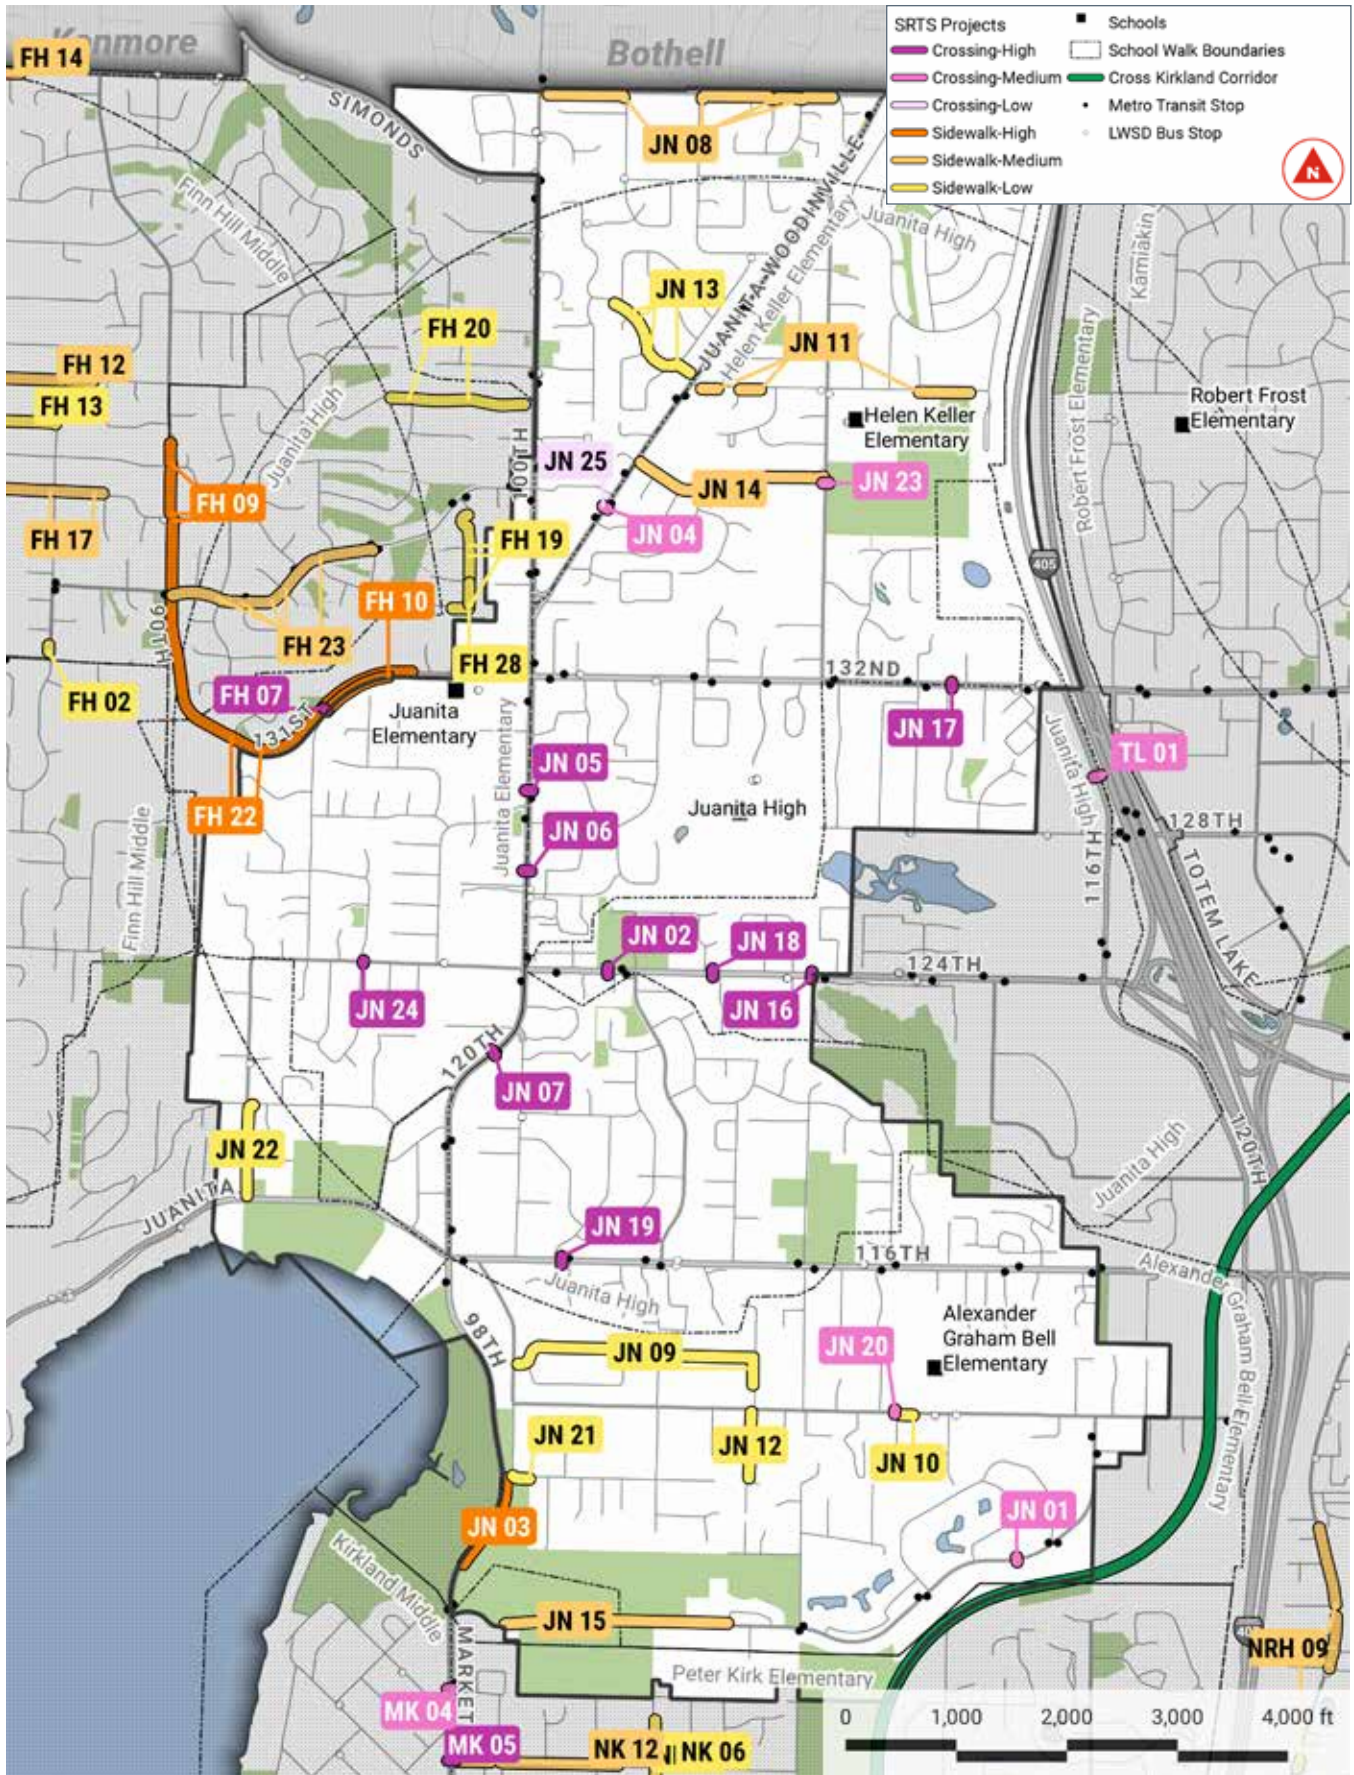 Kenmore
Bothell
SRTS Projects
Crossing-High
Crossing-Medium
Crossing-Low
Sidewalk-High
Sidewalk-Medium
Sidewalk-Low
Schools
School Walk Boundaries
Cross Kirkland Corridor
Metro Transit Stop
LWSD Bus Stop
N
FH 14
SIMONDS
JN 08
JUANITA-WOODINVILLE
Finn Hill Middle
Helen Keller Elementary
Juanita High
Kamiakin
JN 13
FH 20
JN 11
FH 12
FH 13
Juanita High
Robert Frost Elementary
Robert Frost
Elementary
Helen Keller
Elementary
100TH
JN 25
JN 14
JN 23
FH 09
JN 04
FH 17
FH 19
405
FH 10
90TH
FH 23
FH 28
132ND
FH 02
FH 07
131ST
Juanita
Elementary
Juanita Elementary
JN 17
Juanita High
TL 01
JN 05
FH 22
JN 06
Juanita High
128TH
116TH
TOTEM LAKE
Finn Hill Middle
JN 02
JN 18
124TH
JN 24
JN 16
120TH
JN 07
JN 22
120TH
Juanita High
JUANITA
JN 19
116TH
Juanita High
Alexander Graham Bell Elementary
98TH
Alexander
Graham Bell
Elementary
JN 09
JN 20
JN 21
JN 12
JN 10
JN 03
JN 01
Kirkland Middle
JN 15
MARKET
Peter Kirk Elementary
NRH 09
MK 04
MK 05
NK 12
NK 06
0
1,000
2,000
3,000
4,000 ft